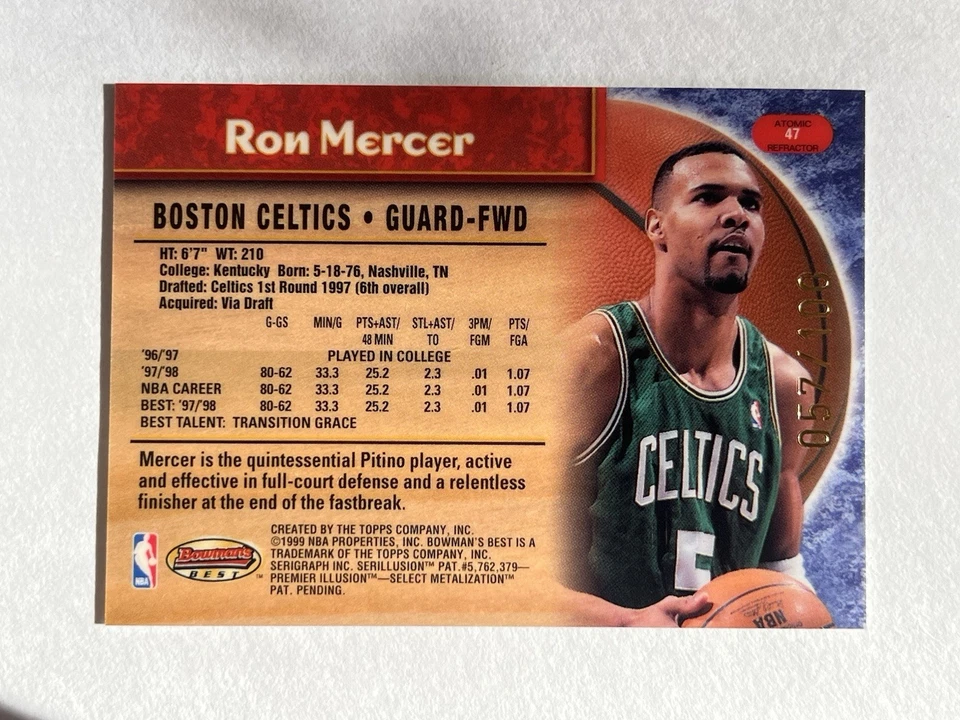 Ron Mercer
ATOMIC
47
REFRACTOR
BOSTON CELTICS • GUARD-FWD
HT: 6'7" WT: 210
College: Kentucky Born: 5-18-76, Nashville, TN
Drafted: Celtics 1st Round 1997 (6th overall)
Acquired: Via Draft
G-GS MIN/G PTS+AST/ STL+AST/ 3PM/ PTS/
48 MIN TO FGM FGA
'96/'97 PLAYED IN COLLEGE
'97/'98 80-62 33.3 25.2 2.3 .01 1.07
NBA CAREER 80-62 33.3 25.2 2.3 .01 1.07
BEST: '97/'98 80-62 33.3 25.2 2.3 .01 1.07
BEST TALENT: TRANSITION GRACE
Mercer is the quintessential Pitino player, active
and effective in full-court defense and a relentless
finisher at the end of the fastbreak.
057/100
CELTICS
5
NBA
NBA
Bowman's
BEST™
CREATED BY THE TOPPS COMPANY, INC.
©1999 NBA PROPERTIES, INC. BOWMAN'S BEST IS A
TRADEMARK OF THE TOPPS COMPANY, INC.
SERIGRAPH INC. SERILLUSION™ PAT.#5,762,379—
PREMIER ILLUSION™—SELECT METALIZATION™
PAT. PENDING.